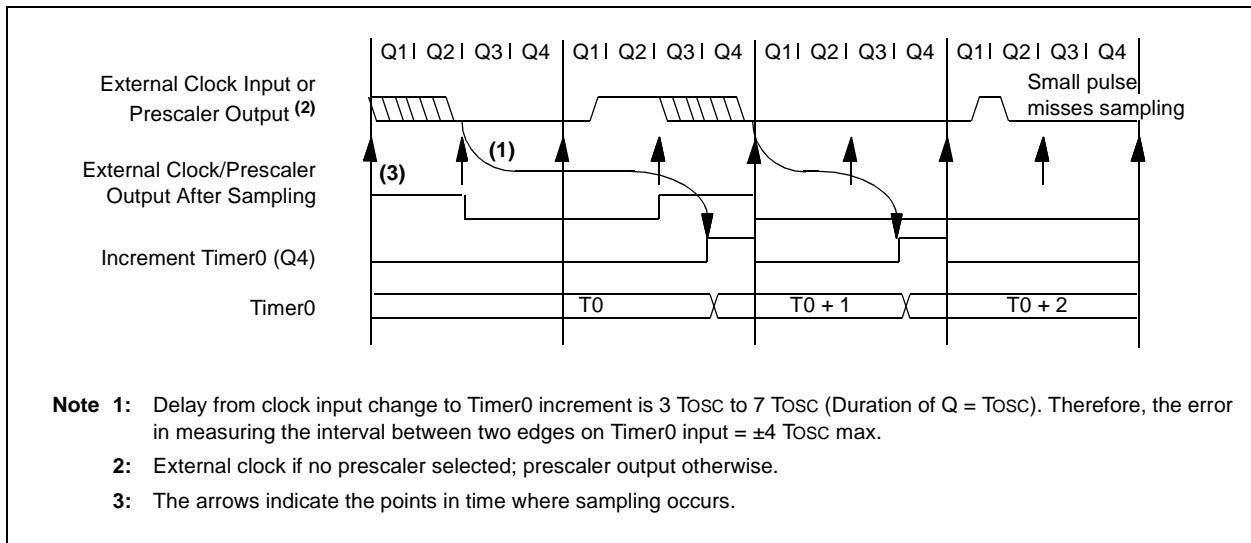 Q1 | Q2 | Q3 | Q4 Q1 | Q2 | Q3 | Q4 Q1 | Q2 | Q3 | Q4 Q1 | Q2 | Q3 | Q4
External Clock Input or
Prescaler Output (2)
Small pulse
misses sampling
(1)
External Clock/Prescaler
Output After Sampling
(3)
Increment Timer0 (Q4)
Timer0
T0 T0 + 1 T0 + 2
Note 1: Delay from clock input change to Timer0 increment is 3 TOSC to 7 TOSC (Duration of Q = TOSC). Therefore, the error
in measuring the interval between two edges on Timer0 input = ±4 TOSC max.
2: External clock if no prescaler selected; prescaler output otherwise.
3: The arrows indicate the points in time where sampling occurs.